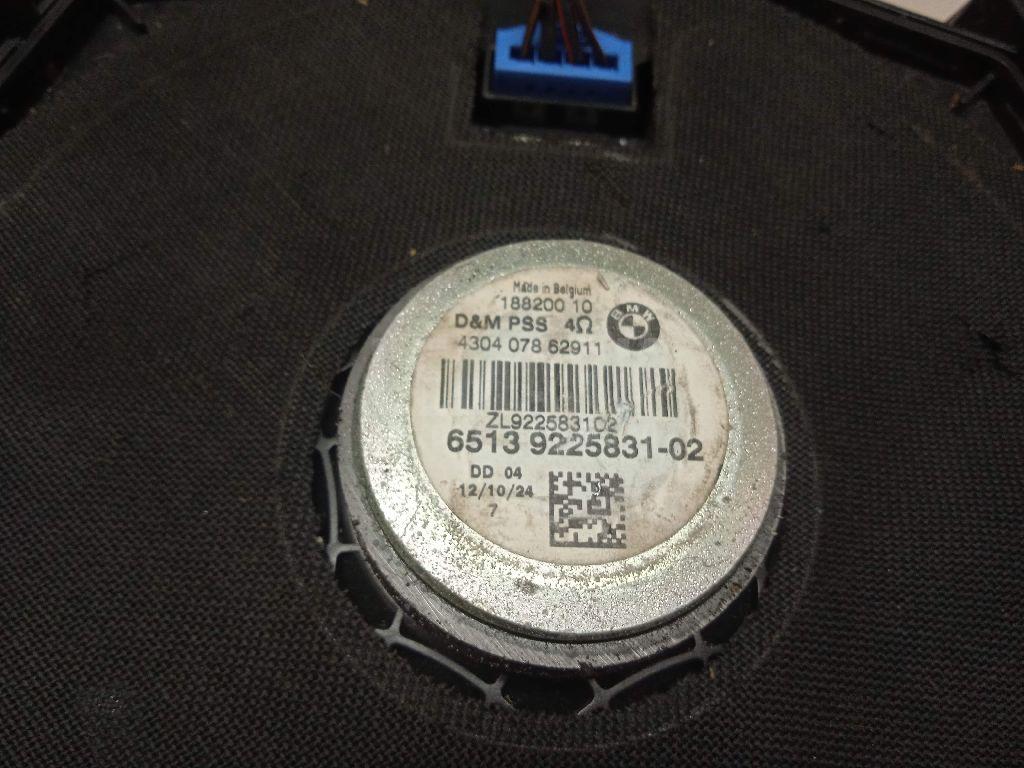 Made in Belgium
188200 10
BMW
D&M PSS 4Ω
4304 078 62911
ZL922583102
6513 9225831-02
DD 04
12/10/24
7